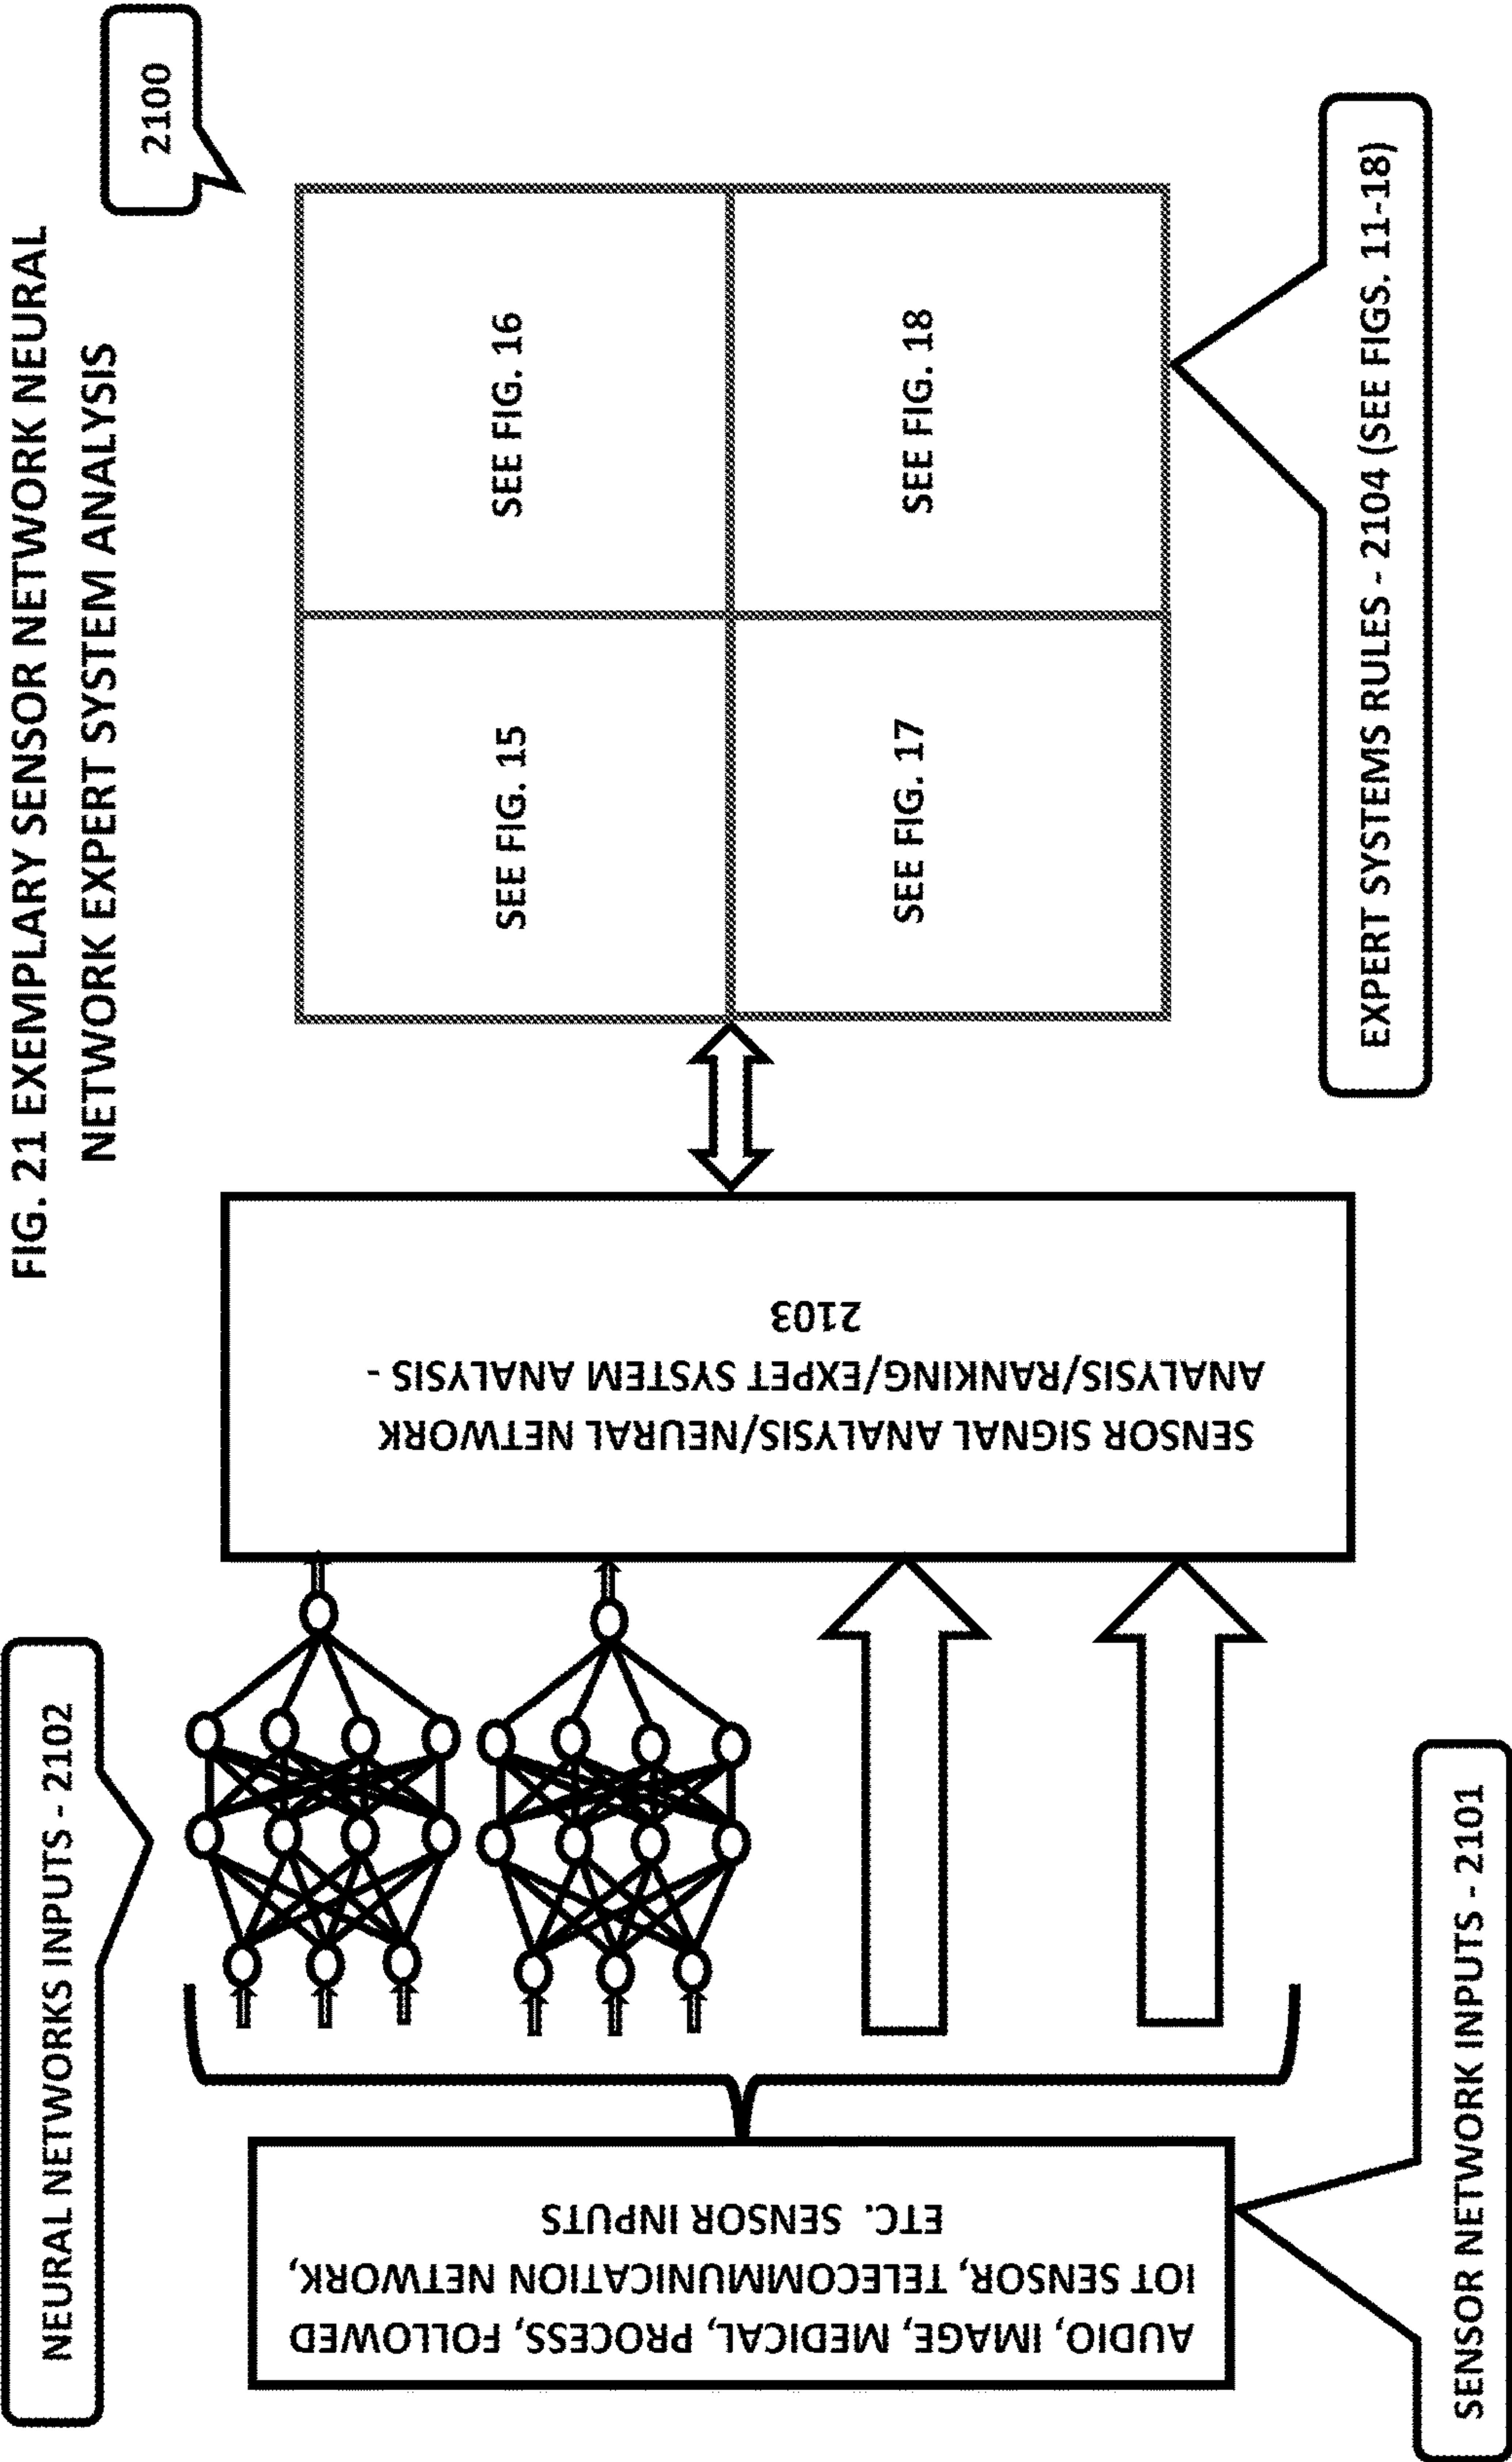 FIG. 21 EXEMPLARY SENSOR NETWORK NEURAL
NETWORK EXPERT SYSTEM ANALYSIS
2100
NEURAL NETWORKS INPUTS - 2102
AUDIO, IMAGE, MEDICAL, PROCESS, FOLLOWED
IOT SENSOR, TELECOMMUNICATION NETWORK,
ETC. SENSOR INPUTS
SENSOR SIGNAL ANALYSIS/NEURAL NETWORK
ANALYSIS/RANKING/EXPET SYSTEM ANALYSIS -
2103
SEE FIG. 15
SEE FIG. 16
SEE FIG. 17
SEE FIG. 18
SENSOR NETWORK INPUTS - 2101
EXPERT SYSTEMS RULES - 2104 (SEE FIGS. 11-18)